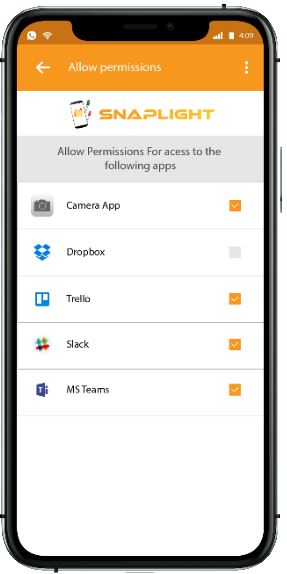 4:09
Allow permissions
SNAPLIGHT
Allow Permissions For acess to the
following apps
Camera App
Dropbox
Trello
Slack
MS Teams